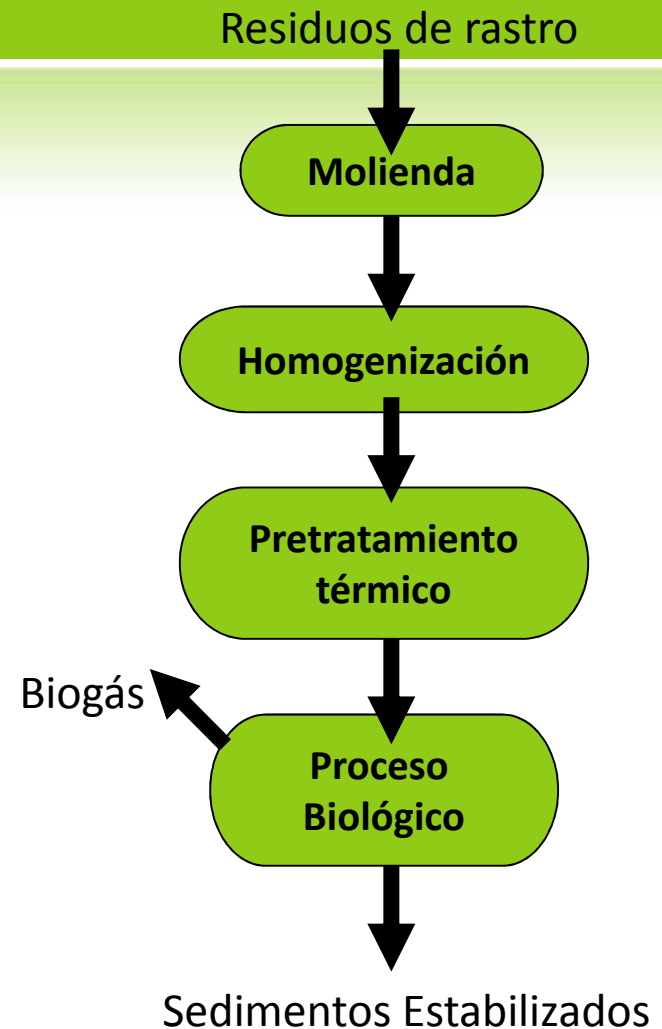 Residuos de rastro
Molienda
Homogenización
Pretratamiento
térmico
Biogás
Proceso
Biológico
Sedimentos Estabilizados